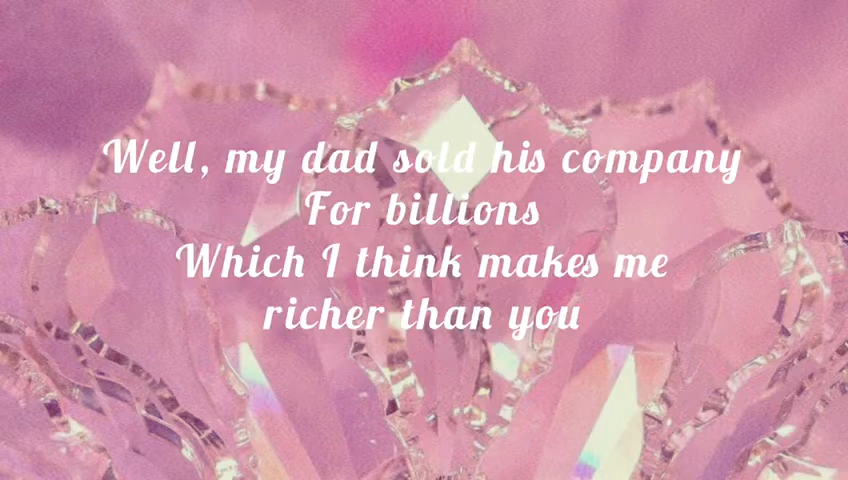 Well, my dad sold his company
For billions
Which I think makes me
richer than you